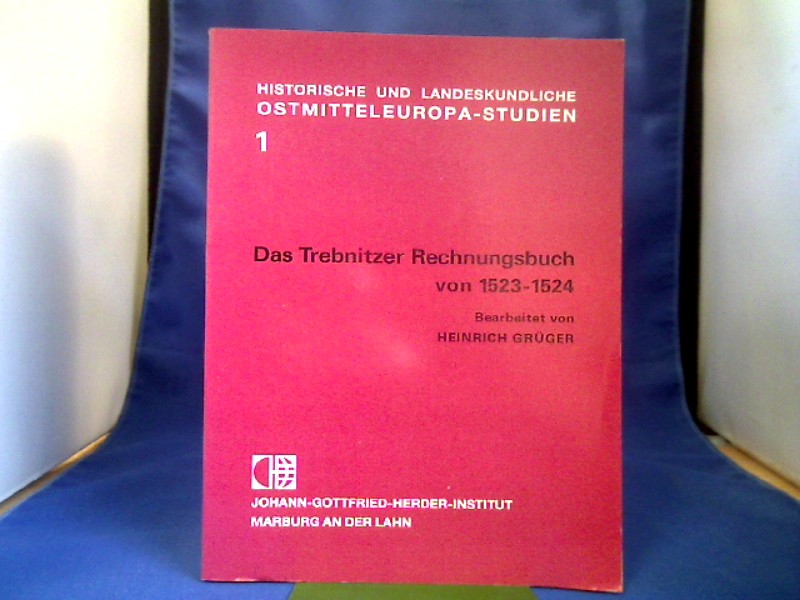 HISTORISCHE UND LANDESKUNDLICHE
OSTMITTELEUROPA-STUDIEN
1
Das Trebnitzer Rechnungsbuch
von 1523-1524
Bearbeitet von
HEINRICH GRÜGER
JOHANN-GOTTFRIED-HERDER-INSTITUT
MARBURG AN DER LAHN